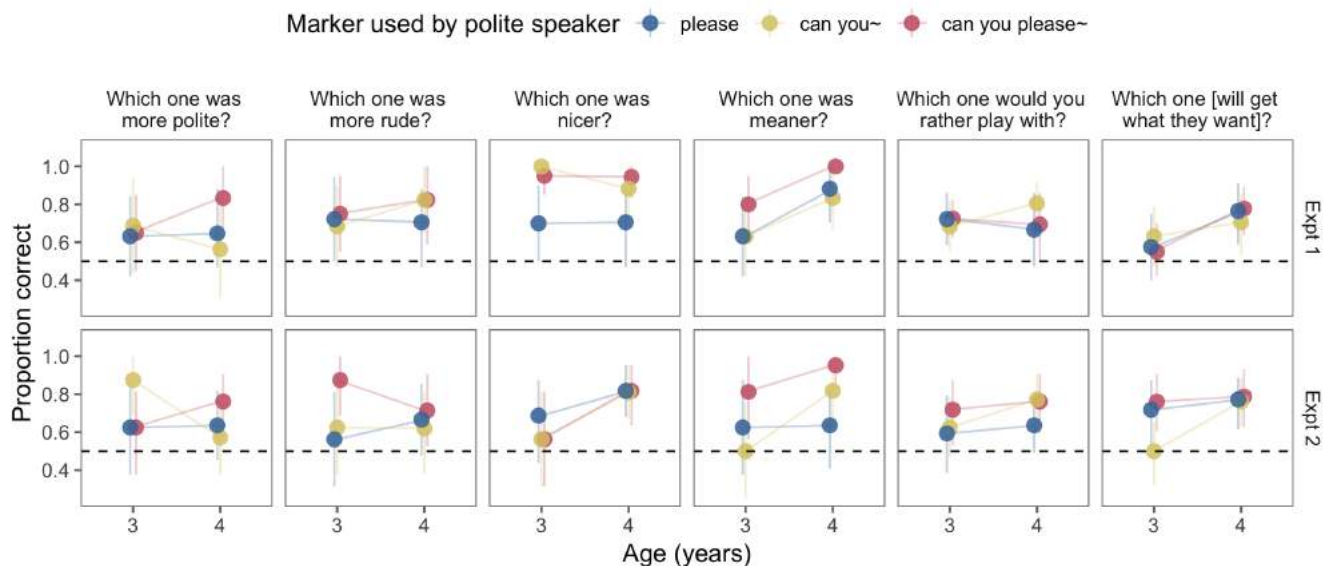 Marker used by polite speaker please can you~ can you please~
Which one was more polite?
Which one was more rude?
Which one was nicer?
Which one was meaner?
Which one would you rather play with?
Which one [will get what they want]?
Proportion correct
1.0
0.8
0.6
0.4
Expt 1
1.0
0.8
0.6
0.4
Expt 2
3 4 3 4 3 4 3 4 3 4 3 4
Age (years)